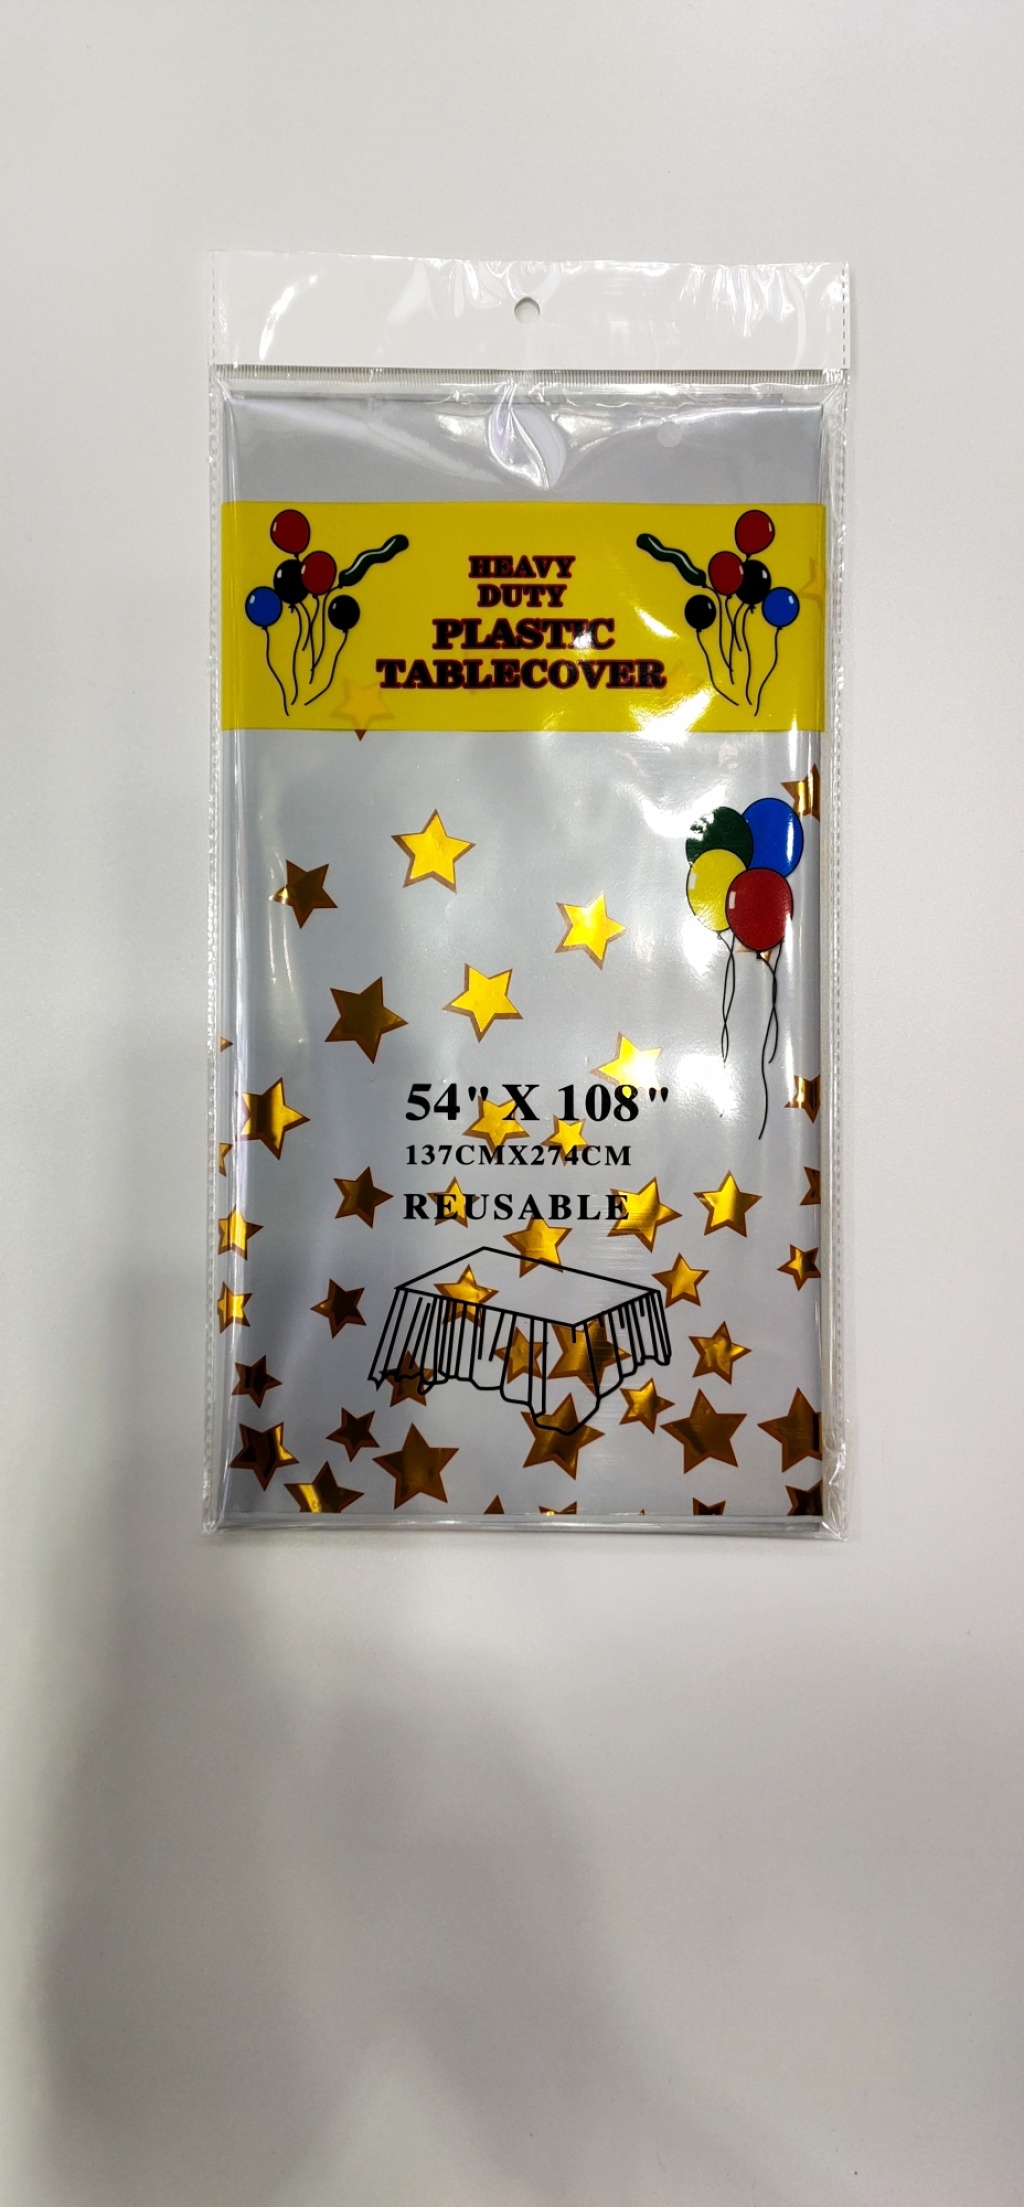 HEAVY
DUTY
PLASTIC
TABLECOVER
54" X 108"
137CMX274CM
REUSABLE